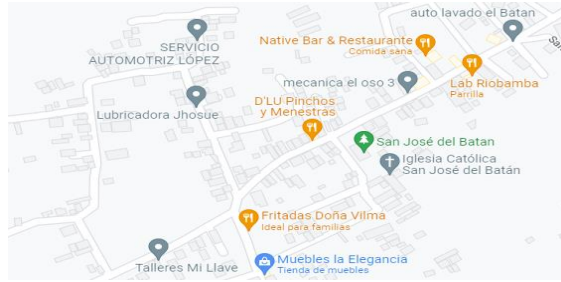 auto lavado el Batan
SERVICIO
AUTOMOTRIZ LÓPEZ
Native Bar & Restaurante
Comida sana
mecanica el oso 3
Lab Riobamba
Parrilla
Lubricadora Jhosue
D'LU Pinchos
y Menestras
San José del Batan
Iglesia Católica
San José del Batán
Fritadas Doña Vilma
Ideal para familias
Talleres Mi Llave
Muebles la Elegancia
Tienda de muebles